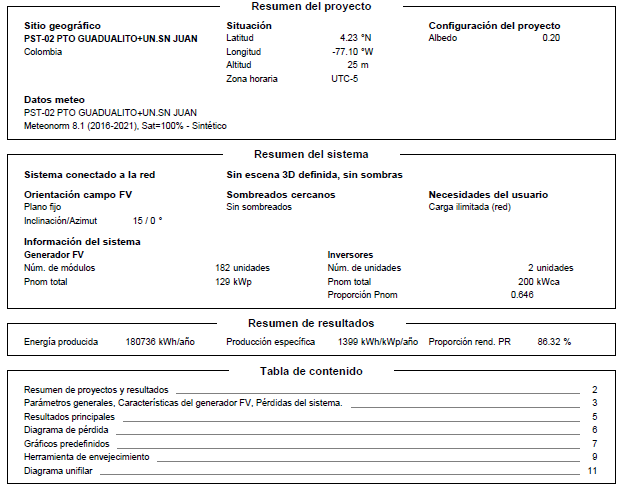 Resumen del proyecto
Sitio geográfico Situación Configuración del proyecto
PST-02 PTO GUADUALITO+UN.SN JUAN Latitud 4.23 °N Albedo 0.20
Colombia Longitud -77.10 °W
Altitud 25 m
Zona horaria UTC-5
Datos meteo
PST-02 PTO GUADUALITO+UN.SN JUAN
Meteonorm 8.1 (2016-2021), Sat=100% - Sintético
Resumen del sistema
Sistema conectado a la red Sin escena 3D definida, sin sombras
Orientación campo FV Sombreados cercanos Necesidades del usuario
Plano fijo Sin sombreados Carga ilimitada (red)
Inclinación/Azimut 15 / 0 °
Información del sistema
Generador FV Inversores
Núm. de módulos 182 unidades Núm. de unidades 2 unidades
Pnom total 129 kWp Pnom total 200 kWca
Proporción Pnom 0.646
Resumen de resultados
Energía producida 180736 kWh/año Producción específica 1399 kWh/kWp/año Proporción rend. PR 86.32 %
Tabla de contenido
Resumen de proyectos y resultados 2
Parámetros generales, Características del generador FV, Pérdidas del sistema. 3
Resultados principales 5
Diagrama de pérdida 6
Gráficos predefinidos 7
Herramienta de envejecimiento 9
Diagrama unifilar 11